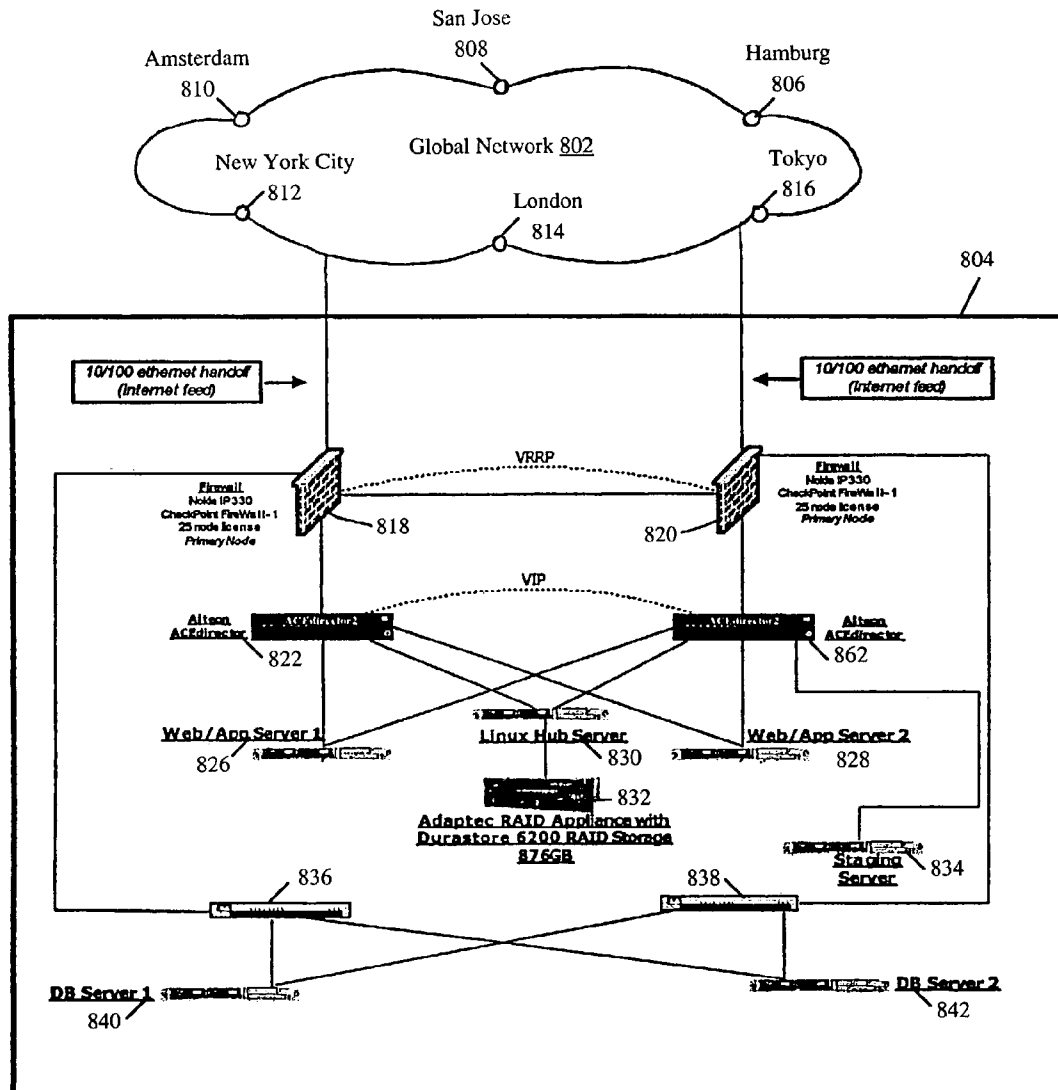 San Jose
808
Amsterdam
810
Hamburg
806
Global Network 802
New York City
812
Tokyo
816
London
814
804
10/100 ethernet handoff
(Internet feed)
10/100 ethernet handoff
(Internet feed)
VRRP
Firewall
Nokia IP330
CheckPoint FireWall-1
25 node license
Primary Node
818
820
Firewall
Nokia IP330
CheckPoint FireWall-1
25 node license
Primary Node
VIP
Alteon
ACEdirector
822
ACEdirector2
ACEdirector2
Alteon
ACEdirector
862
Web/App Server 1
826
Linux Hub Server
830
Web/App Server 2
828
832
Adaptec RAID Appliance with
Durastore 6200 RAID Storage
876GB
Staging
Server
834
836
838
DB Server 1
840
DB Server 2
842